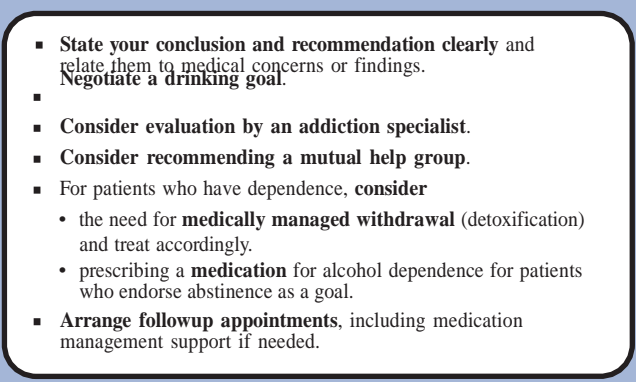 ▪ State your conclusion and recommendation clearly and
relate them to medical concerns or findings.
Negotiate a drinking goal.
▪
▪ Consider evaluation by an addiction specialist.
▪ Consider recommending a mutual help group.
▪ For patients who have dependence, consider
• the need for medically managed withdrawal (detoxification)
and treat accordingly.
• prescribing a medication for alcohol dependence for patients
who endorse abstinence as a goal.
▪ Arrange followup appointments, including medication
management support if needed.